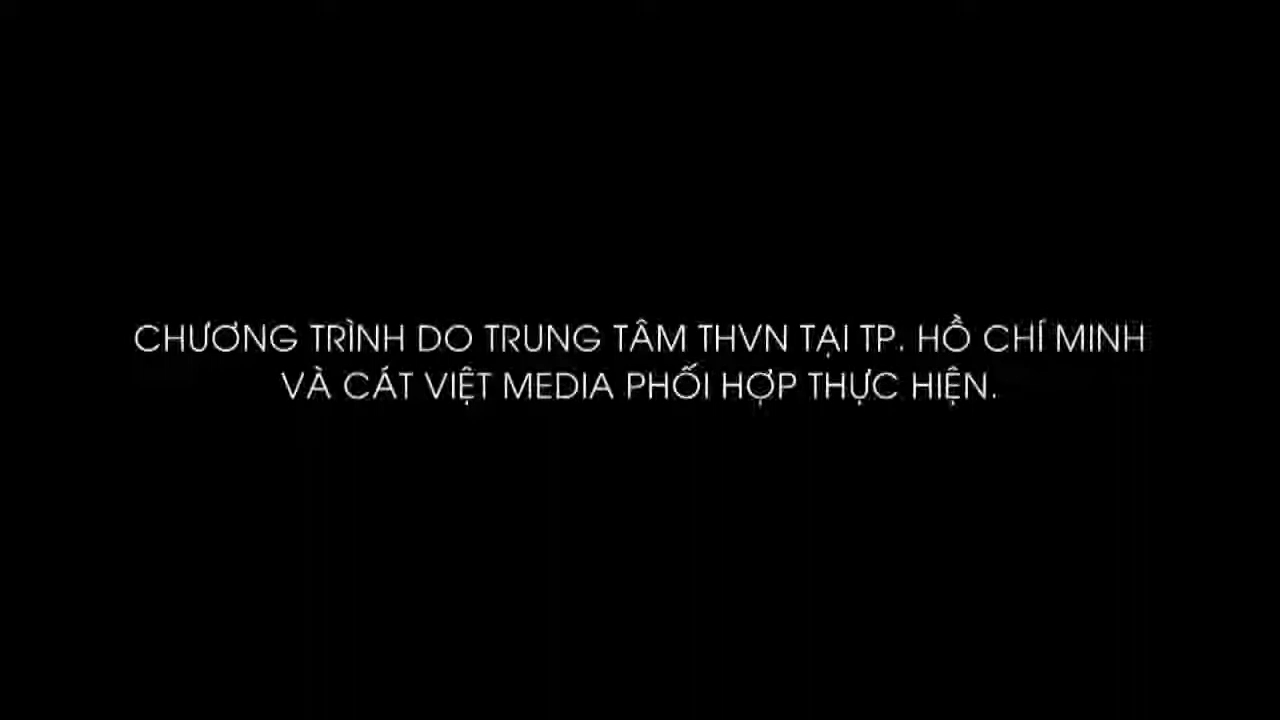 CHƯƠNG TRÌNH DO TRUNG TÂM THVN TẠI TP. HỒ CHÍ MINH
VÀ CÁT VIỆT MEDIA PHỐI HỢP THỰC HIỆN.